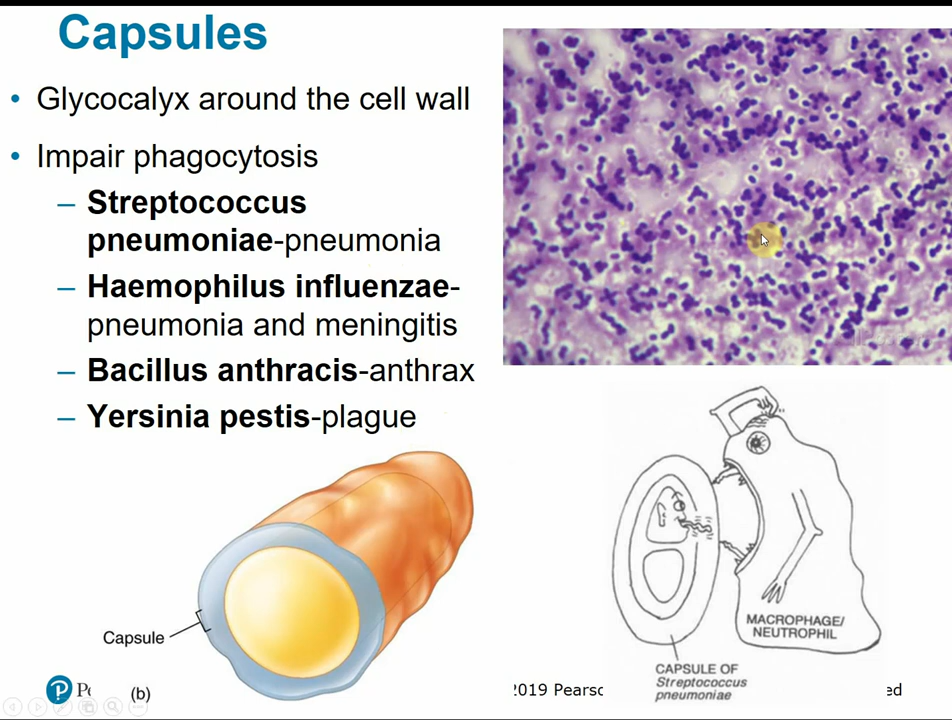 Capsules
• Glycocalyx around the cell wall
• Impair phagocytosis
– Streptococcus
pneumoniae-pneumonia
– Haemophilus influenzae-
pneumonia and meningitis
– Bacillus anthracis-anthrax
– Yersinia pestis-plague
Capsule
(b)
MACROPHAGE/
NEUTROPHIL
CAPSULE OF
Streptococcus
pneumoniae
2019 Pearso
ed